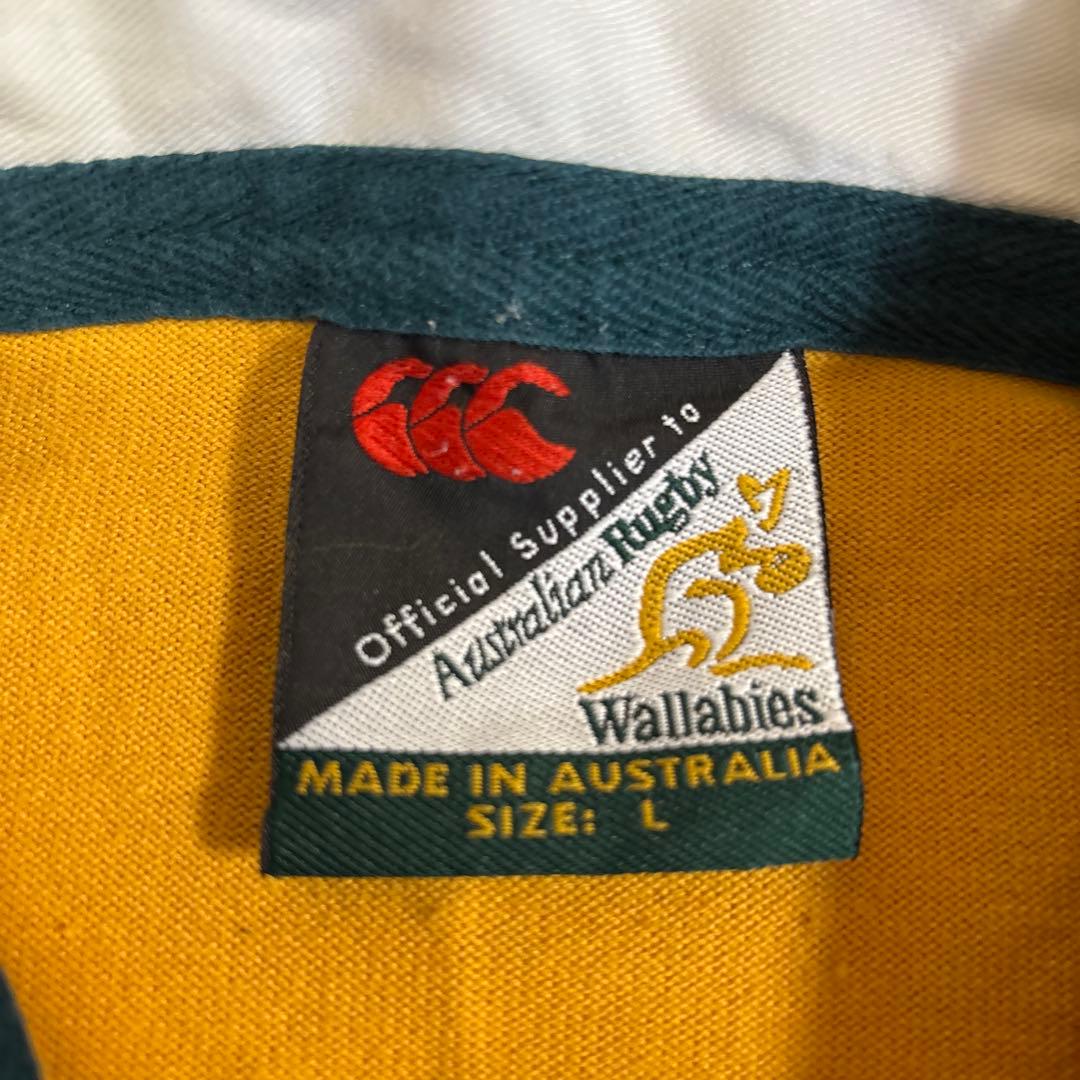 Official Supplier to
Australian Rugby
Wallabies
MADE IN AUSTRALIA
SIZE: L